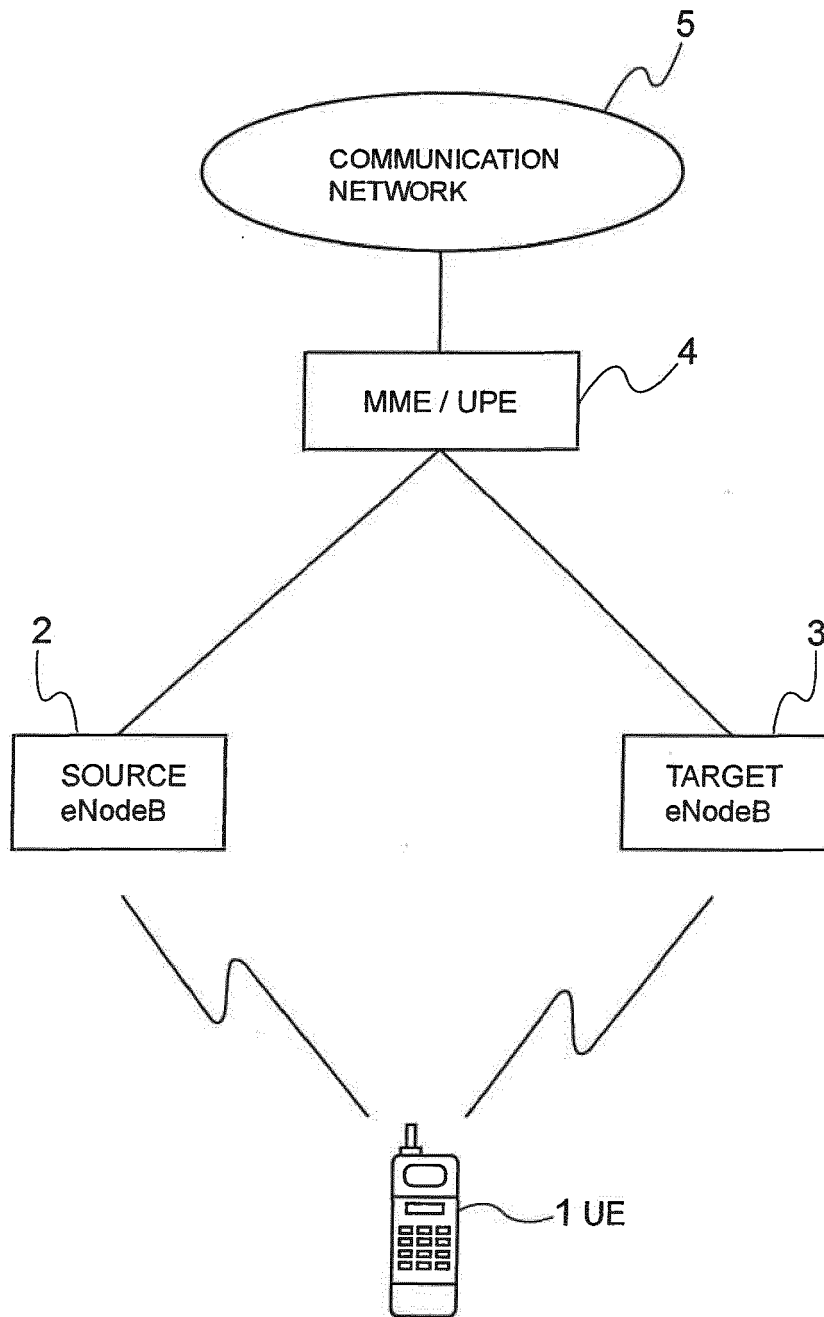 5
COMMUNICATION
NETWORK
4
MME / UPE
2
3
SOURCE
eNodeB
TARGET
eNodeB
1 UE